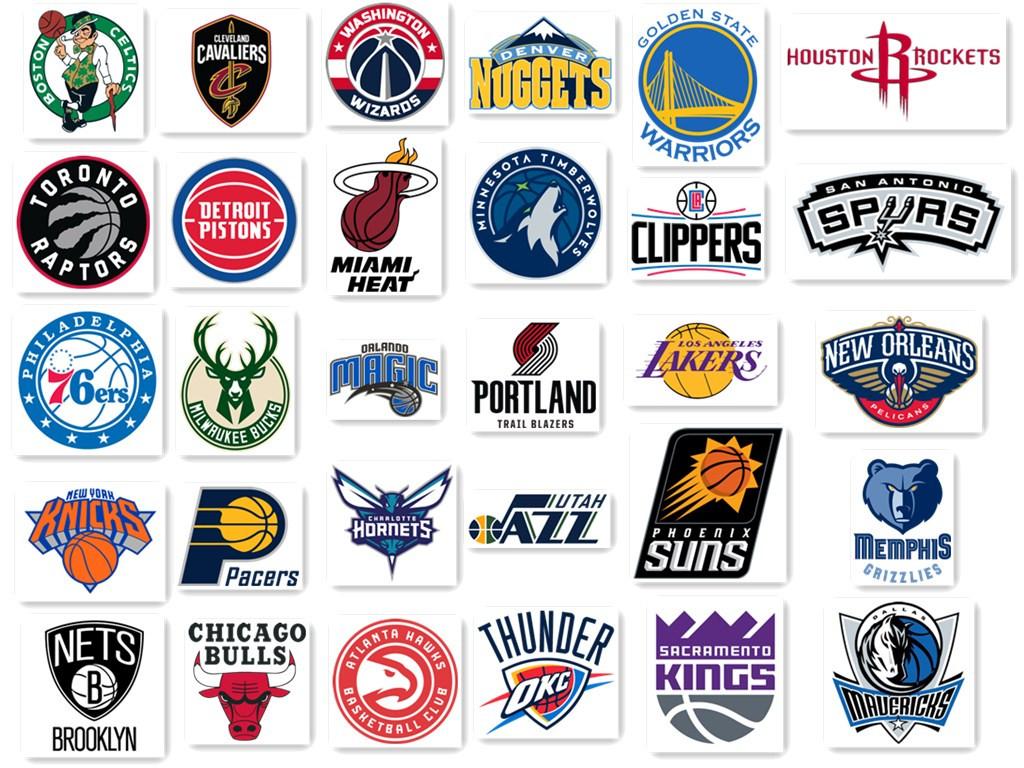 BOSTON CELTICS
CLEVELAND
CAVALIERS
WASHINGTON
WIZARDS
DENVER
NUGGETS
GOLDEN STATE
WARRIORS
HOUSTON R ROCKETS
TORONTO
RAPTORS
DETROIT
PISTONS
MIAMI
HEAT
MINNESOTA TIMBERWOLVES
LA
CLIPPERS
SAN ANTONIO
SPURS
PHILADELPHIA
76ers
MILWAUKEE BUCKS
ORLANDO
MAGIC
PORTLAND
TRAIL BLAZERS
LOS ANGELES
LAKERS
NEW ORLEANS
PELICANS
NEW YORK
KNICKS
P
Pacers
CHARLOTTE
HORNETS
UTAH
JAZZ
PHOENIX
SUNS
MEMPHIS
GRIZZLIES
NETS
B
BROOKLYN
CHICAGO
BULLS
ATLANTA HAWKS
BASKETBALL CLUB
THUNDER
OKC
SACRAMENTO
KINGS
DALLAS
MAVERICKS